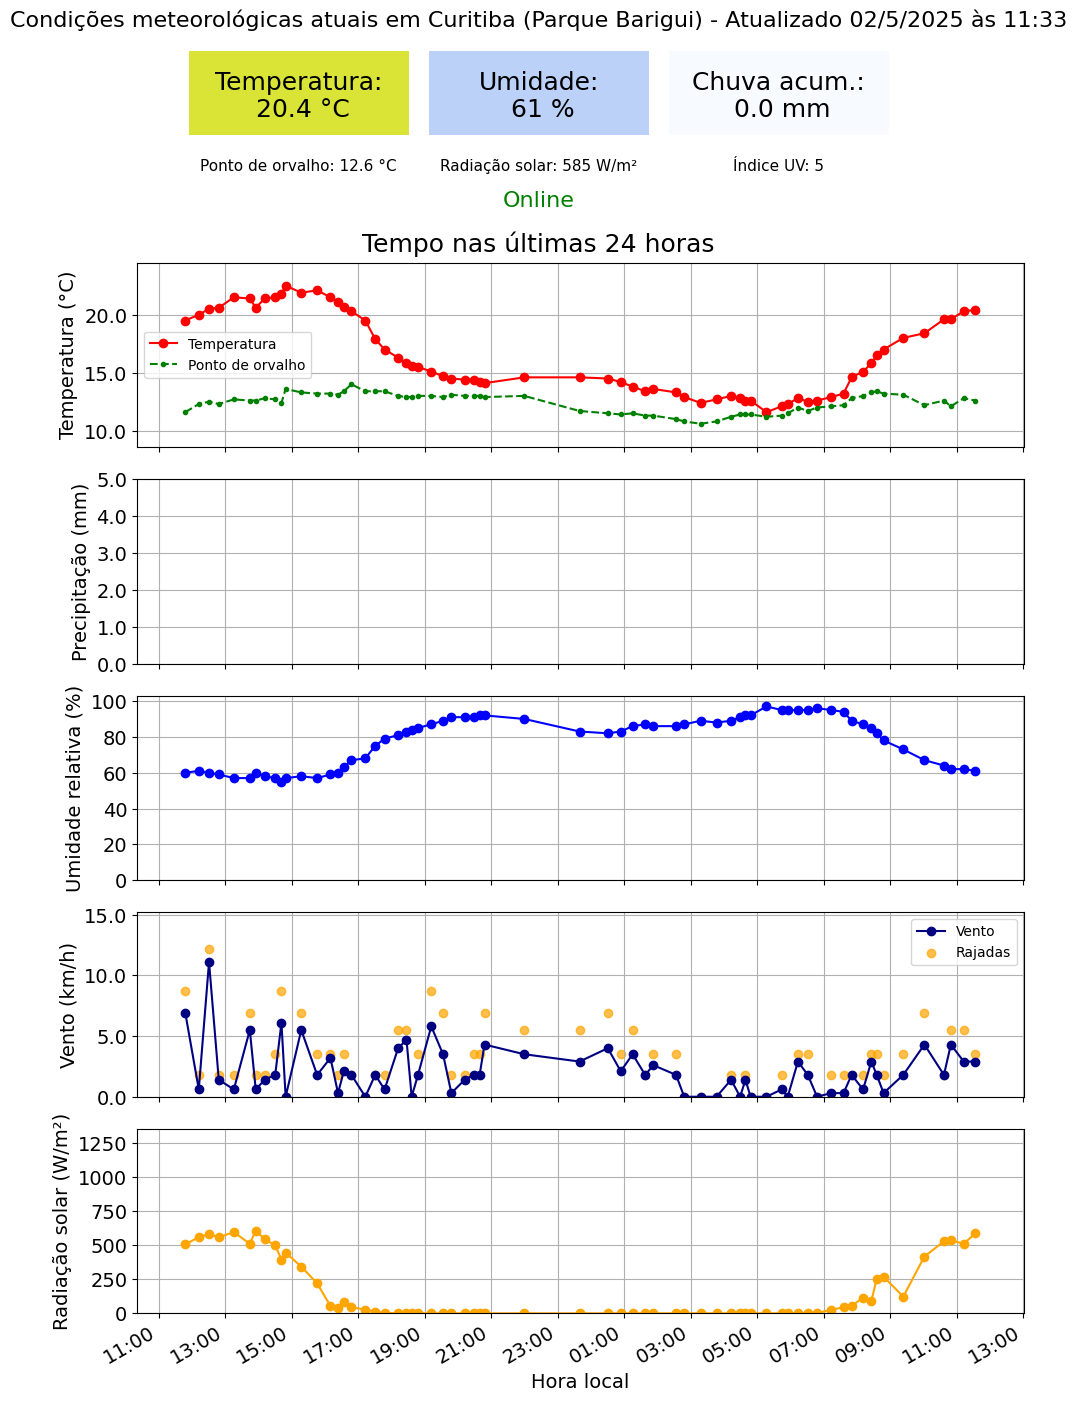 Condições meteorológicas atuais em Curitiba (Parque Barigui) - Atualizado 02/5/2025 às 11:33
Temperatura:
20.4 °C
Umidade:
61 %
Chuva acum.:
0.0 mm
Ponto de orvalho: 12.6 °C
Radiação solar: 585 W/m²
Índice UV: 5
Online
Tempo nas últimas 24 horas
Temperatura (°C)
20.0
15.0
10.0
Temperatura
Ponto de orvalho
Precipitação (mm)
5.0
4.0
3.0
2.0
1.0
0.0
Umidade relativa (%)
100
80
60
40
20
0
Vento (km/h)
15.0
10.0
5.0
0.0
Vento
Rajadas
Radiação solar (W/m²)
1250
1000
750
500
250
0
11:00
13:00
15:00
17:00
19:00
21:00
23:00
01:00
03:00
05:00
07:00
09:00
11:00
13:00
Hora local